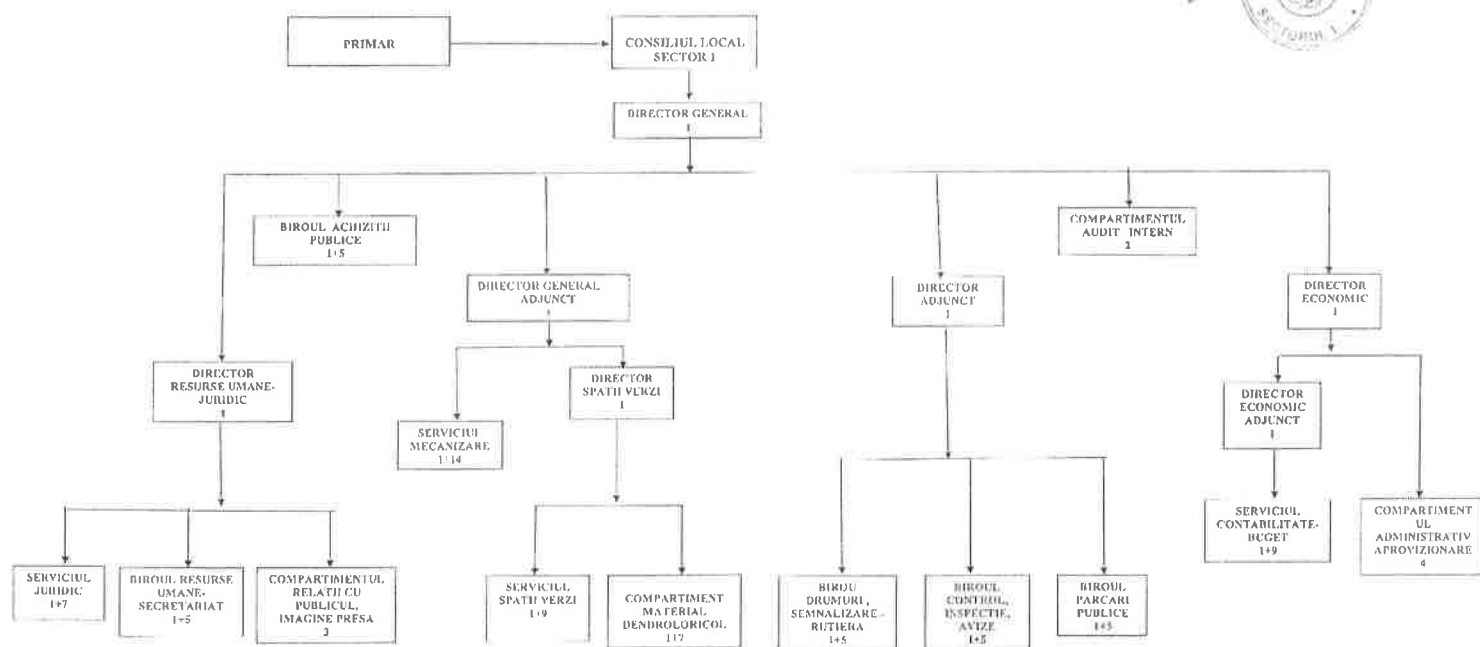 SECTORUL 1
PRIMAR
CONSILIUL LOCAL
SECTOR 1
DIRECTOR GENERAL
1
BIROUL ACHIZITII
PUBLICE
1+5
COMPARTIMENTUL
AUDIT INTERN
2
DIRECTOR GENERAL
ADJUNCT
1
DIRECTOR
ADJUNCT
1
DIRECTOR
ECONOMIC
1
DIRECTOR
RESURSE UMANE-
JURIDIC
1
DIRECTOR
SPATII VERZI
1
SERVICIUL
MECANIZARE
1+14
DIRECTOR
ECONOMIC
ADJUNCT
1
SERVICIUL
CONTABILITATE-
BUGET
1+9
COMPARTIMENT
UL
ADMINISTRATIV
APROVIZIONARE
4
SERVICIUL
JURIDIC
1+7
BIROUL RESURSE
UMANE-
SECRETARIAT
1+5
COMPARTIMENTUL
RELATII CU
PUBLICUL,
IMAGINE PRESA
SERVICIUL
SPATII VERZI
1+9
COMPARTIMENT
MATERIAL
1+7
BIROU
DRUMURI,
SEMNALIZARE-
RUTIERA
1+5
BIROUL
CONTROL,
INSPECTIE,
AVIZE
1+5
BIROUL
PARCARI
PUBLICE
1+5